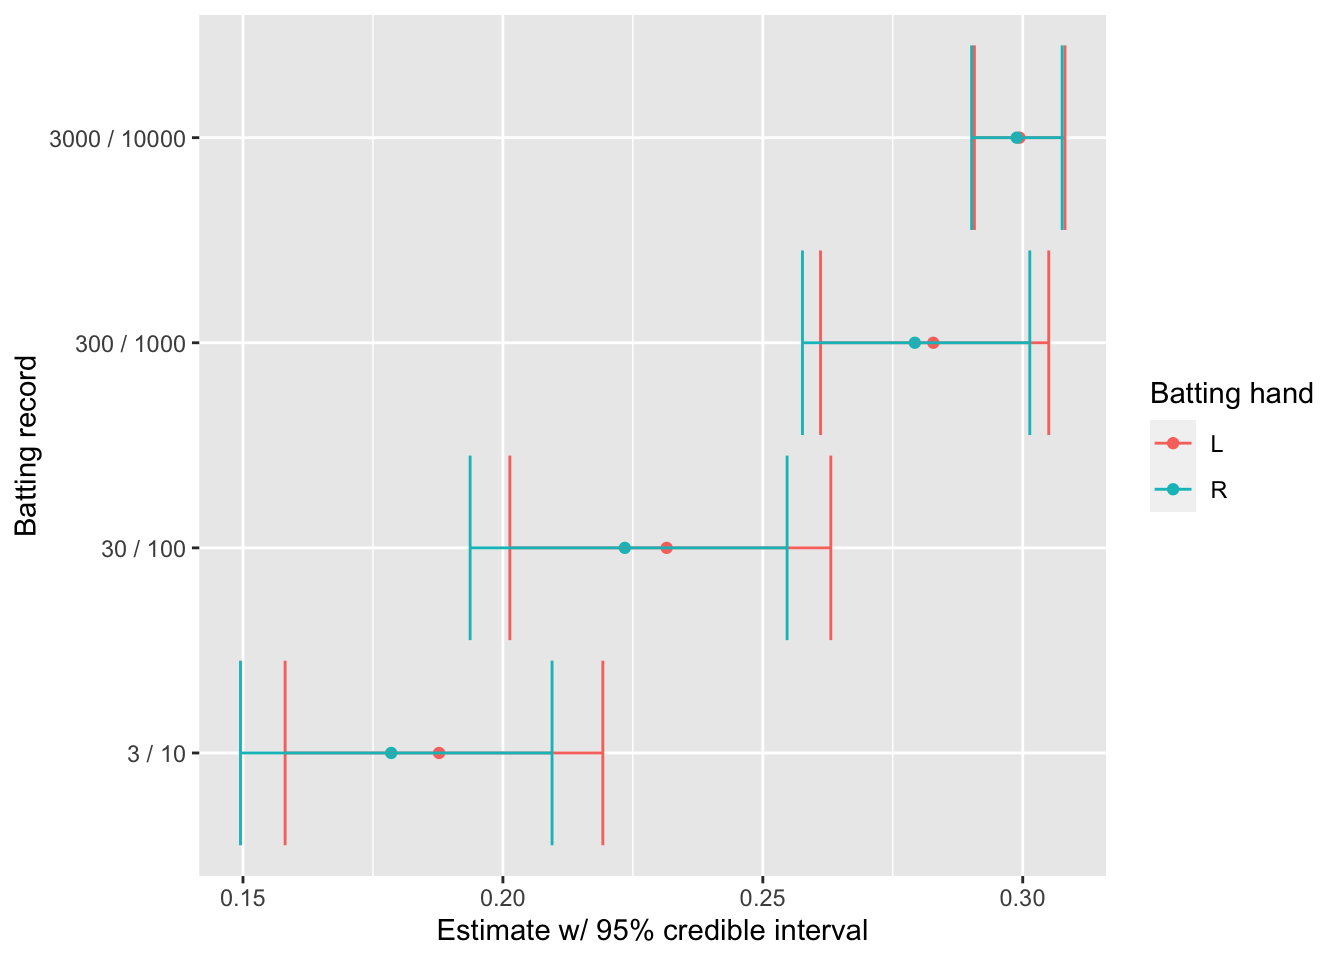 3000 / 10000
300 / 1000
30 / 100
3 / 10
Batting record
0.15
0.20
0.25
0.30
Estimate w/ 95% credible interval
Batting hand
L
R